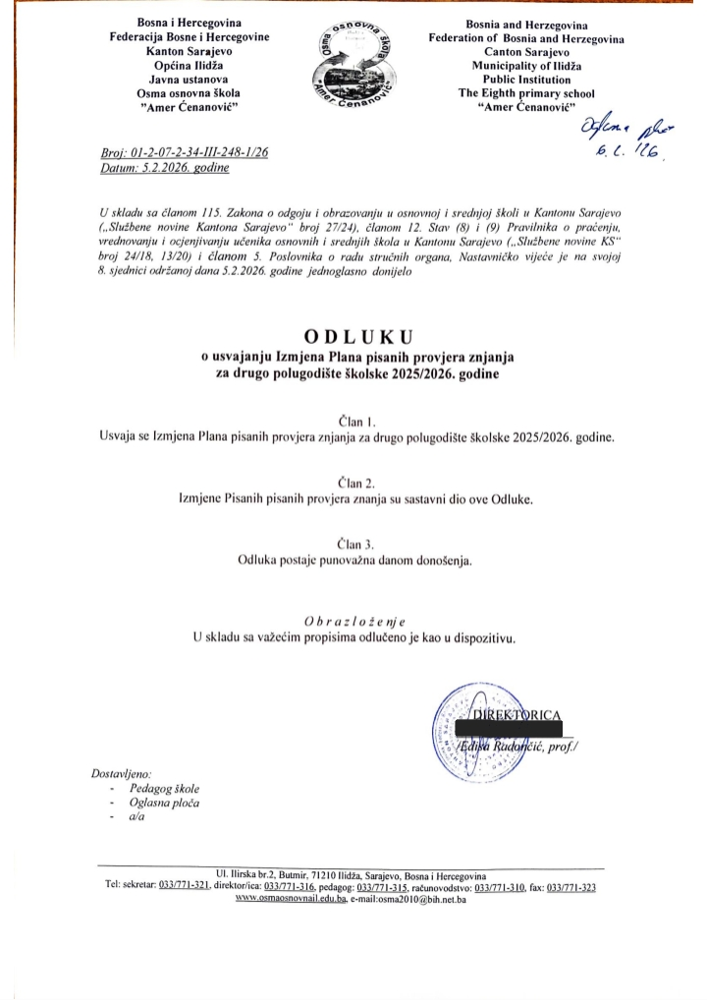 Bosna i Hercegovina
Federacija Bosne i Hercegovine
Kanton Sarajevo
Općina Ilidža
Javna ustanova
Osma osnovna škola
”Amer Ćenanović”
Osma osnovna škola
"Amer Ćenanović"
Bosnia and Herzegovina
Federation of Bosnia and Herzegovina
Canton Sarajevo
Municipality of Ilidža
Public Institution
The Eighth primary school
“Amer Ćenanović”
Broj: 01-2-07-2-34-III-248-1/26
Datum: 5.2.2026. godine
U skladu sa članom 115. Zakona o odgoju i obrazovanju u osnovnoj i srednjoj školi u Kantonu Sarajevo
(„Službene novine Kantona Sarajevo“ broj 27/24), članom 12. Stav (8) i (9) Pravilnika o praćenju,
vrednovanju i ocjenjivanju učenika osnovnih i srednjih škola u Kantonu Sarajevo („Službene novine KS“
broj 24/18, 13/20) i članom 5. Poslovnika o radu stručnih organa, Nastavničko vijeće je na svojoj
8. sjednici održanoj dana 5.2.2026. godine jednoglasno donijelo
O D L U K U
o usvajanju Izmjena Plana pisanih provjera znjanja
za drugo polugodište školske 2025/2026. godine
Član 1.
Usvaja se Izmjena Plana pisanih provjera znjanja za drugo polugodište školske 2025/2026. godine.
Član 2.
Izmjene Pisanih pisanih provjera znanja su sastavni dio ove Odluke.
Član 3.
Odluka postaje punovažna danom donošenja.
O b r a z l o ž e nj e
U skladu sa važećim propisima odlučeno je kao u dispozitivu.
DIREKTORICA
/Edisa Radončić, prof./
Dostavljeno:
- Pedagog škole
- Oglasna ploča
- a/a
Ul. Ilirska br.2, Butmir, 71210 Ilidža, Sarajevo, Bosna i Hercegovina
Tel: sekretar: 033/771-321, direktor/ica: 033/771-316, pedagog: 033/771-315, računovodstvo: 033/771-310, fax: 033/771-323
www.osmaosnovnail.edu.ba, e-mail:osma2010@bih.net.ba